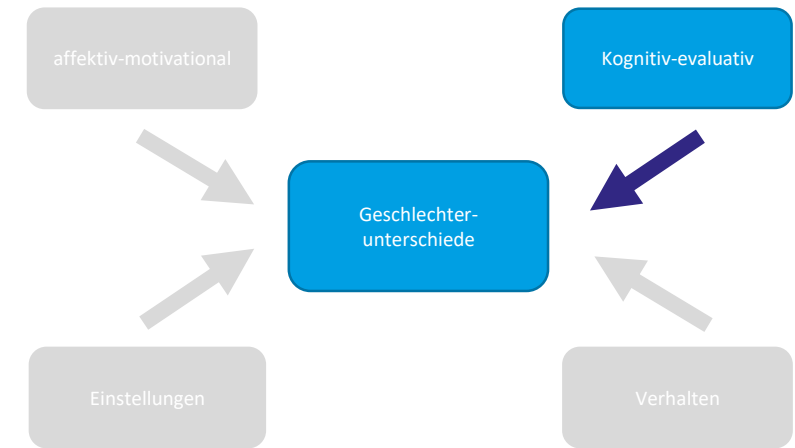 affektiv-motivational
Kognitiv-evaluativ
Geschlechter-
unterschiede
Einstellungen
Verhalten